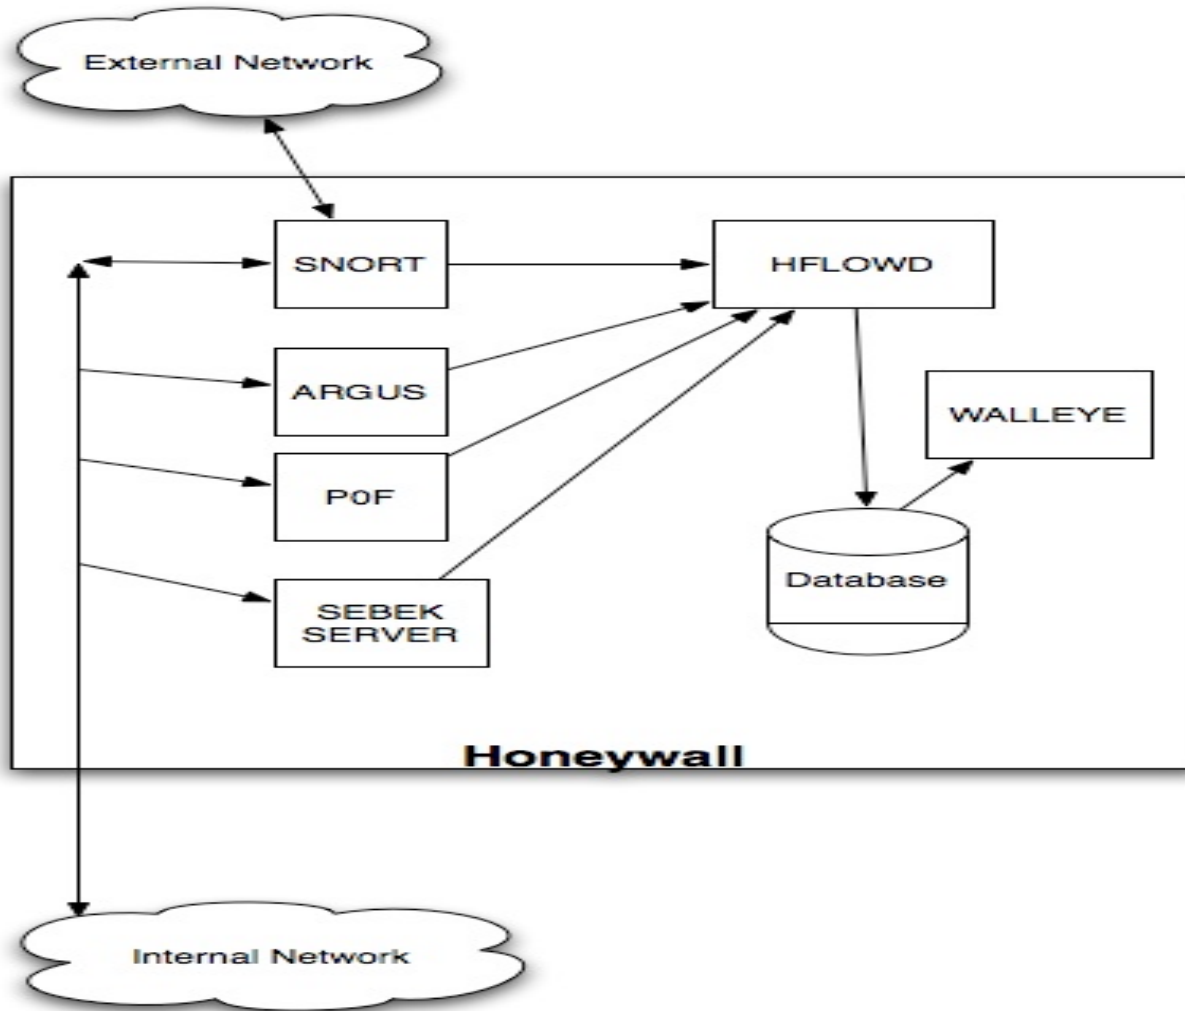 External Network
SNORT
HFLOWD
ARGUS
WALLEYE
P0F
Database
SEBEK
SERVER
Honeywall
Internal Network